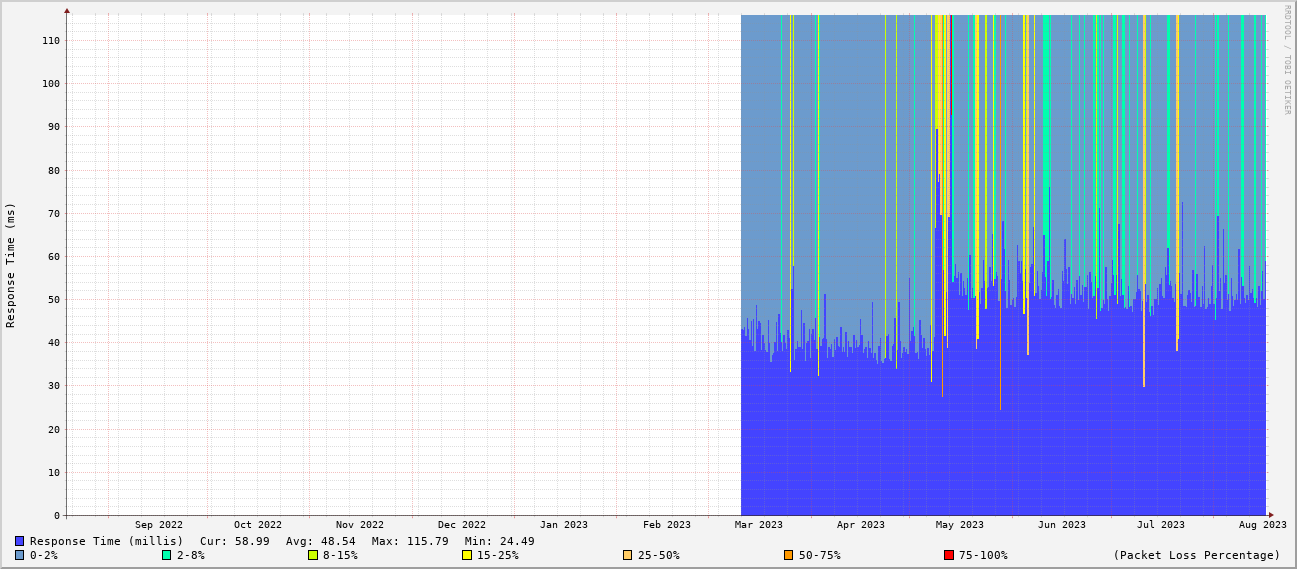 RRDTOOL / TOBI OETIKER
Response Time (ms)
110
100
90
80
70
60
50
40
30
20
10
0
Sep 2022 Oct 2022 Nov 2022 Dec 2022 Jan 2023 Feb 2023 Mar 2023 Apr 2023 May 2023 Jun 2023 Jul 2023 Aug 2023
Response Time (millis) Cur: 58.99 Avg: 48.54 Max: 115.79 Min: 24.49
0-2% 2-8% 8-15% 15-25% 25-50% 50-75% 75-100% (Packet Loss Percentage)